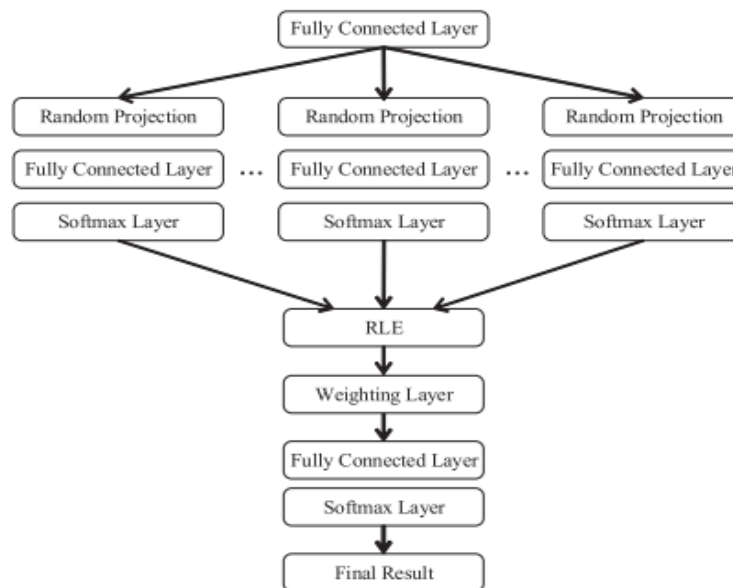 Fully Connected Layer
Random Projection Random Projection Random Projection
Fully Connected Layer ... Fully Connected Layer ... Fully Connected Layer
Softmax Layer Softmax Layer Softmax Layer
RLE
Weighting Layer
Fully Connected Layer
Softmax Layer
Final Result